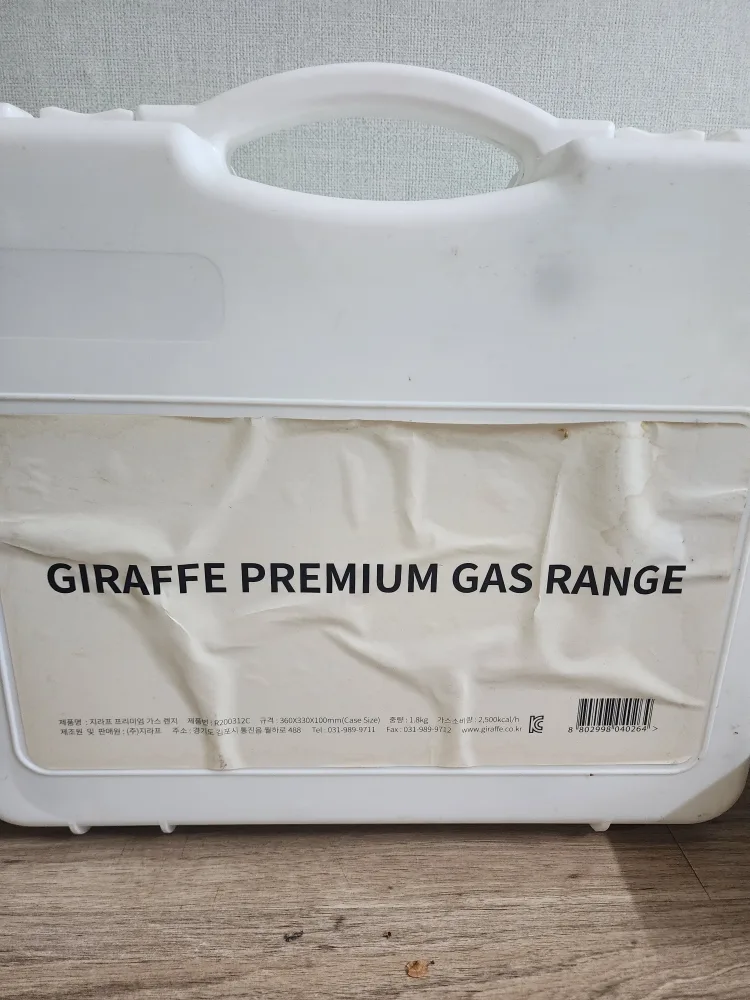 GIRAFFE PREMIUM GAS RANGE
제품명 : 지라프 프리미엄 가스 렌지 제품번 : R200312C 규격 : 360X330X100mm(Case Size) 중량 : 1.8kg 가스소비량 : 2,500kcal/h
제조원 및 판매원 : (주)지라프 주소 : 경기도 김포시 통진읍 월하로 488 Tel : 031-989-9711 Fax : 031-989-9712 www.giraffe.co.kr
8 802998 040264 >